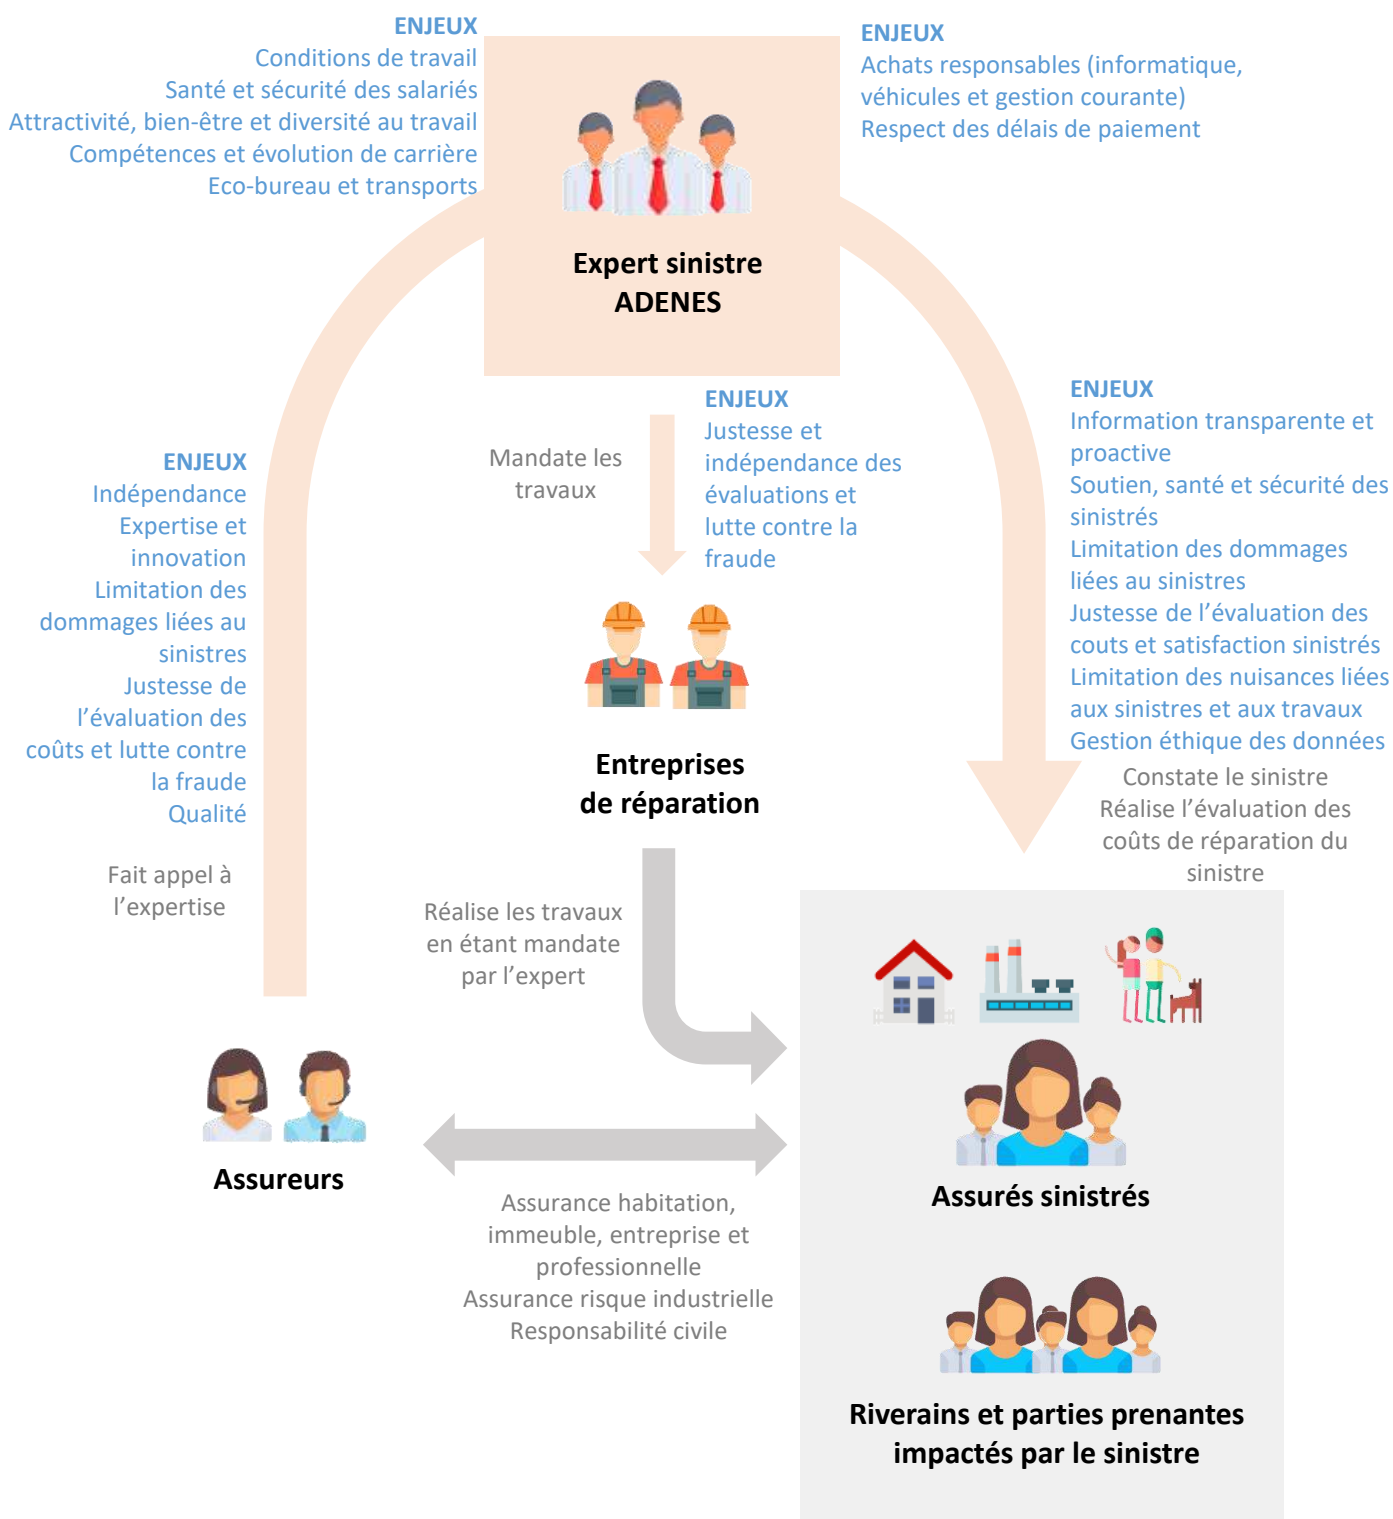 ENJEUX
Conditions de travail
Santé et sécurité des salariés
Attractivité, bien-être et diversité au travail
Compétences et évolution de carrière
Eco-bureau et transports
ENJEUX
Achats responsables (informatique,
véhicules et gestion courante)
Respect des délais de paiement
Expert sinistre
ADENES
ENJEUX
Indépendance
Expertise et
innovation
Limitation des
dommages liées au
sinistres
Justesse de
l’évaluation des
coûts et lutte contre
la fraude
Qualité
Fait appel à
l’expertise
Mandate les
travaux
ENJEUX
Justesse et
indépendance des
évaluations et
lutte contre la
fraude
ENJEUX
Information transparente et
proactive
Soutien, santé et sécurité des
sinistrés
Limitation des dommages
liées au sinistres
Justesse de l’évaluation des
couts et satisfaction sinistrés
Limitation des nuisances liées
aux sinistres et aux travaux
Gestion éthique des données
Constate le sinistre
Réalise l’évaluation des
coûts de réparation du
sinistre
Entreprises
de réparation
Réalise les travaux
en étant mandate
par l’expert
Assureurs
Assurance habitation,
immeuble, entreprise et
professionnelle
Assurance risque industrielle
Responsabilité civile
Assurés sinistrés
Riverains et parties prenantes
impactés par le sinistre